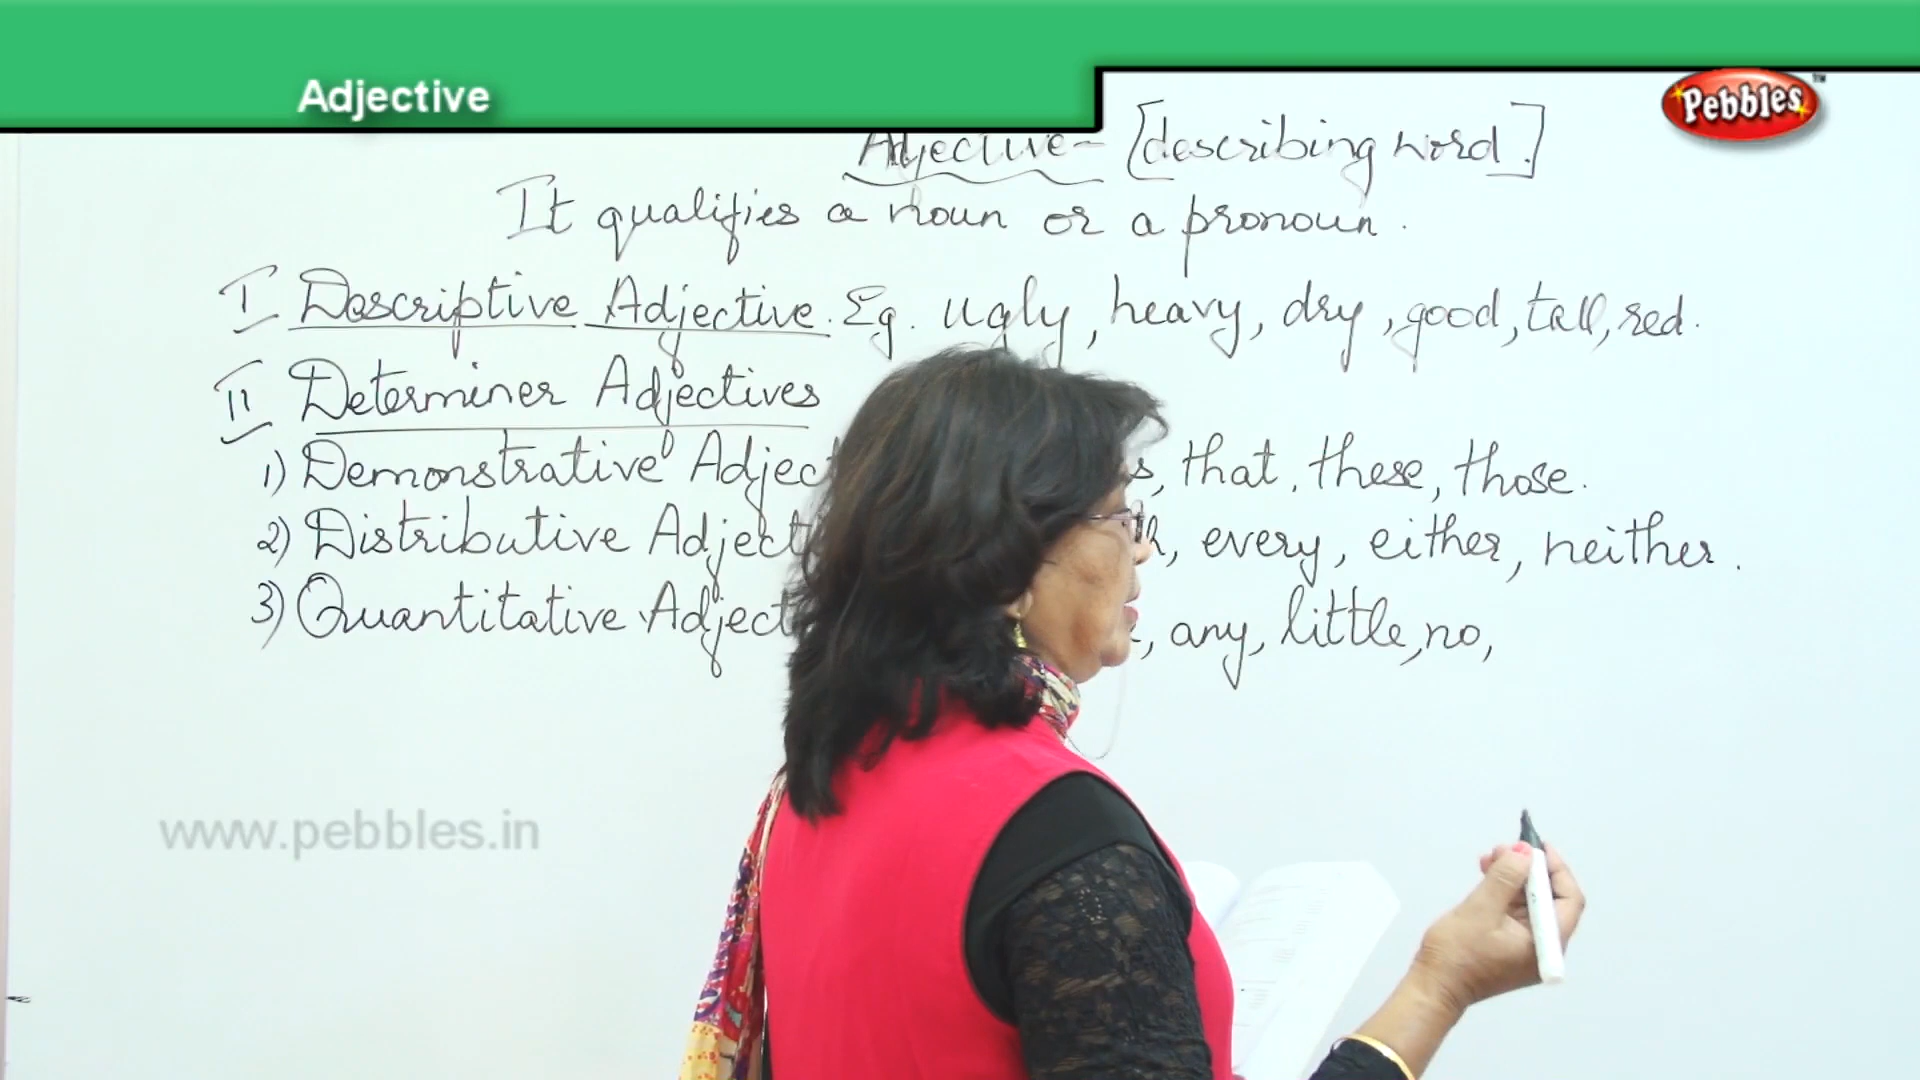 Adjective
Pebbles™
Adjective - [describing word.]
It qualifies a noun or a pronoun.
I Descriptive Adjective. Eg. ugly, heavy, dry, good, tall, red.
II Determiner Adjectives
1) Demonstrative Adject s, that, these, those.
2) Distributive Adject h, every, either, neither.
3) Quantitative Adject , any, little, no,
www.pebbles.in